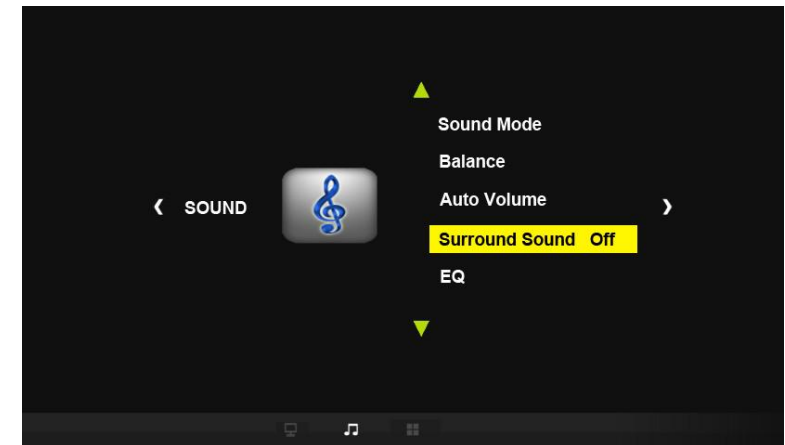 SOUND
Sound Mode
Balance
Auto Volume
Surround Sound Off
EQ